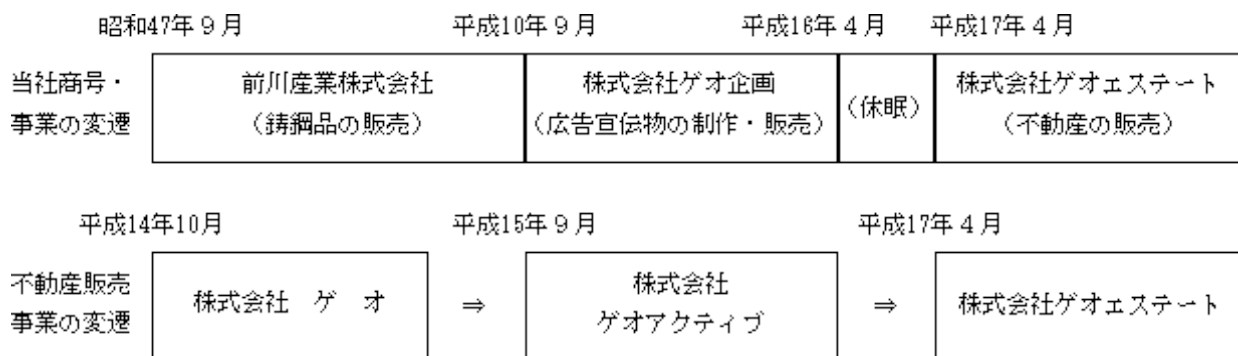 昭和47年９月 平成10年９月 平成16年４月 平成17年４月
当社商号・ 前川産業株式会社 株式会社ゲオ企画 （休眠） 株式会社ゲオエステート
事業の変遷 （鋳鋼品の販売） （広告宣伝物の制作・販売） （不動産の販売）
平成14年10月 平成15年９月 平成17年４月
不動産販売 株式会社　ゲ　オ ⇒ 株式会社 ⇒ 株式会社ゲオエステート
事業の変遷 ゲオアクティブ